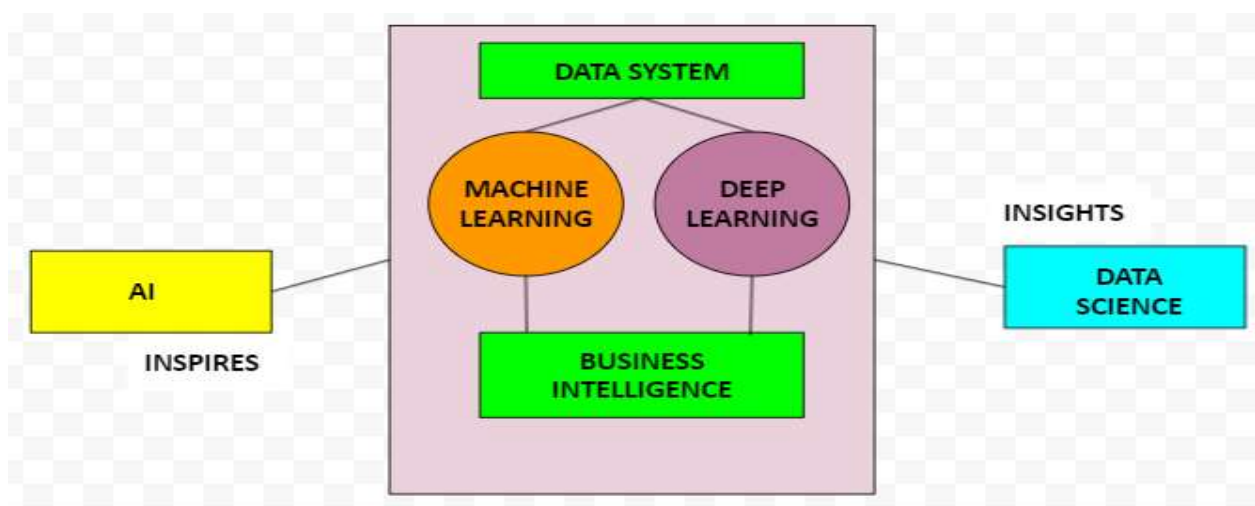 DATA SYSTEM
MACHINE
LEARNING
DEEP
LEARNING
INSIGHTS
AI
DATA
SCIENCE
INSPIRES
BUSINESS
INTELLIGENCE